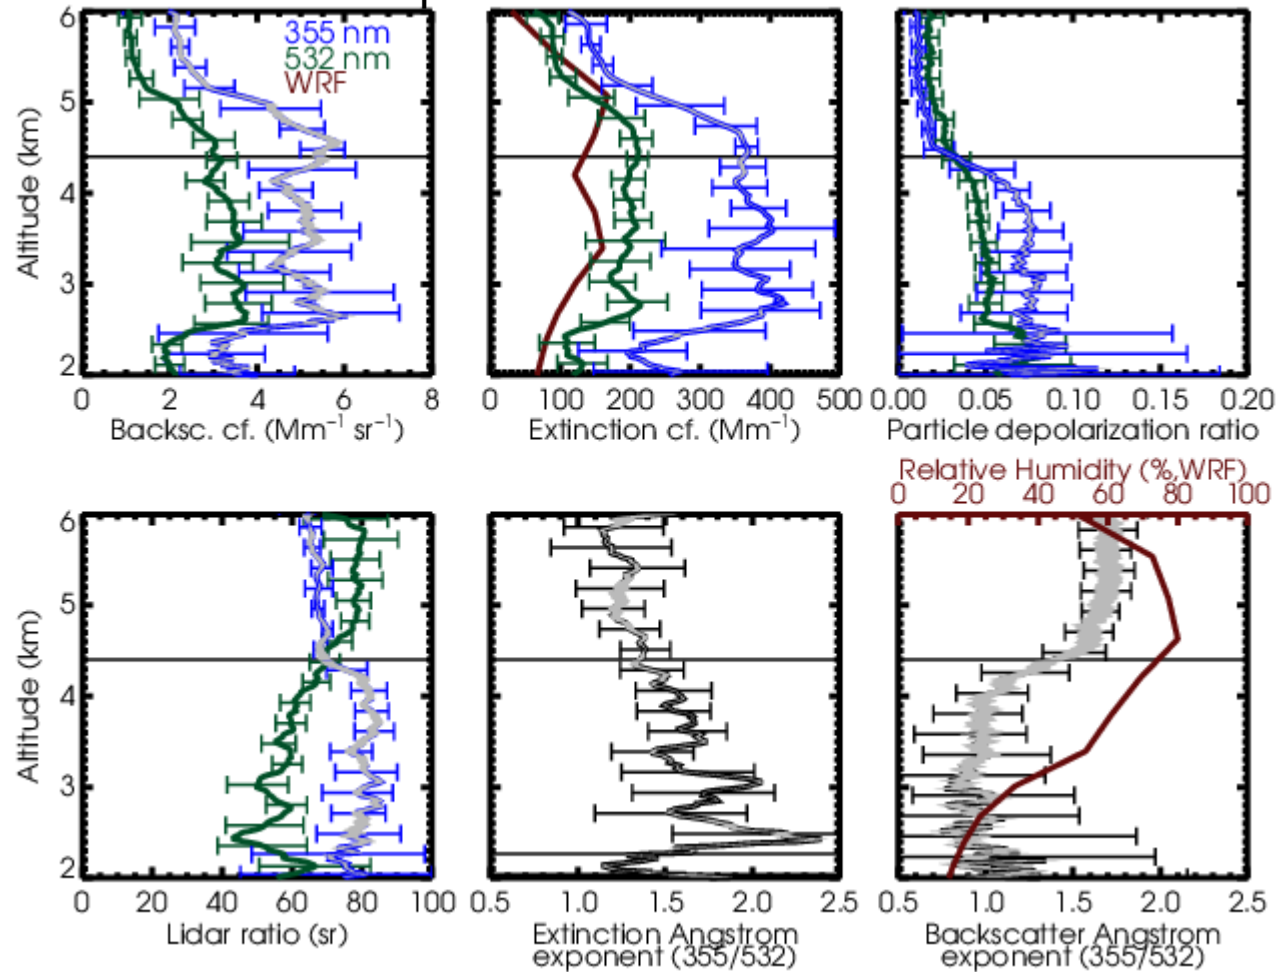 6
5
4
3
2
Altitude (km)
355 nm
532 nm
WRF
0 2 4 6 8
Backsc. cf. (Mm⁻¹ sr⁻¹)
0 100 200 300 400 500
Extinction cf. (Mm⁻¹)
0.00 0.05 0.10 0.15 0.20
Particle depolarization ratio
Relative Humidity (%,WRF)
0 20 40 60 80 100
6
5
4
3
2
Altitude (km)
0 20 40 60 80 100
Lidar ratio (sr)
0.5 1.0 1.5 2.0 2.5
Extinction Angstrom
exponent (355/532)
0.5 1.0 1.5 2.0 2.5
Backscatter Angstrom
exponent (355/532)